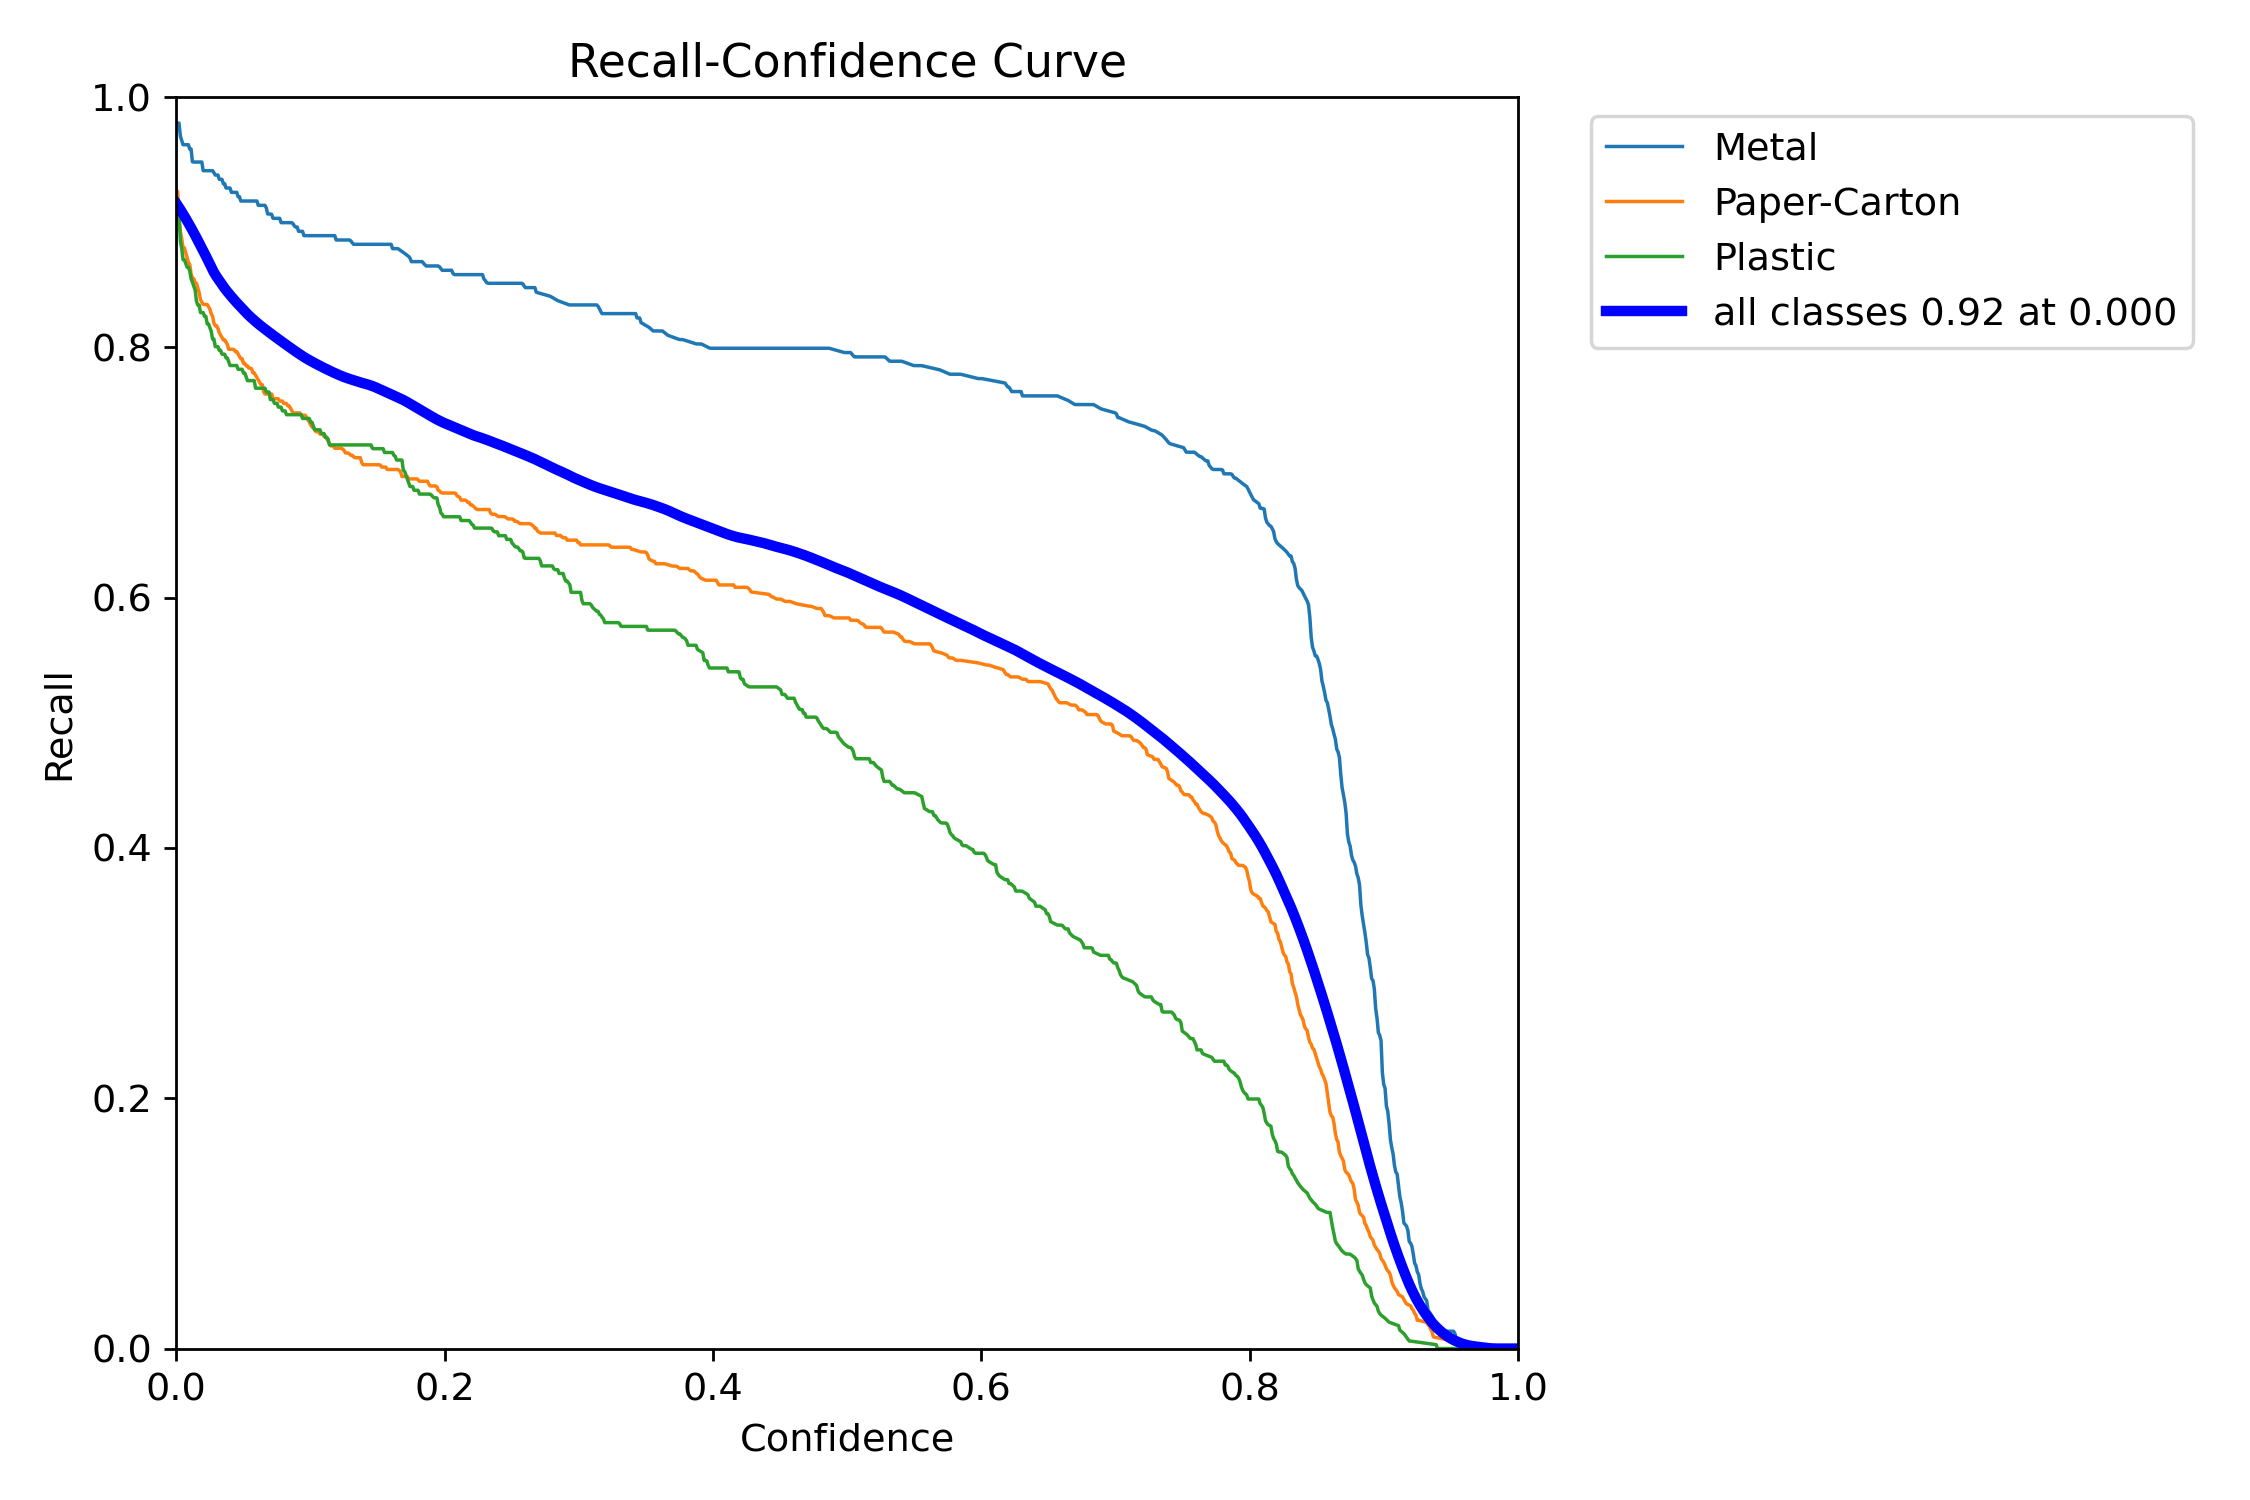 Recall-Confidence Curve
1.0
0.8
0.6
0.4
0.2
0.0
Recall
0.0 0.2 0.4 0.6 0.8 1.0
Confidence
Metal
Paper-Carton
Plastic
all classes 0.92 at 0.000